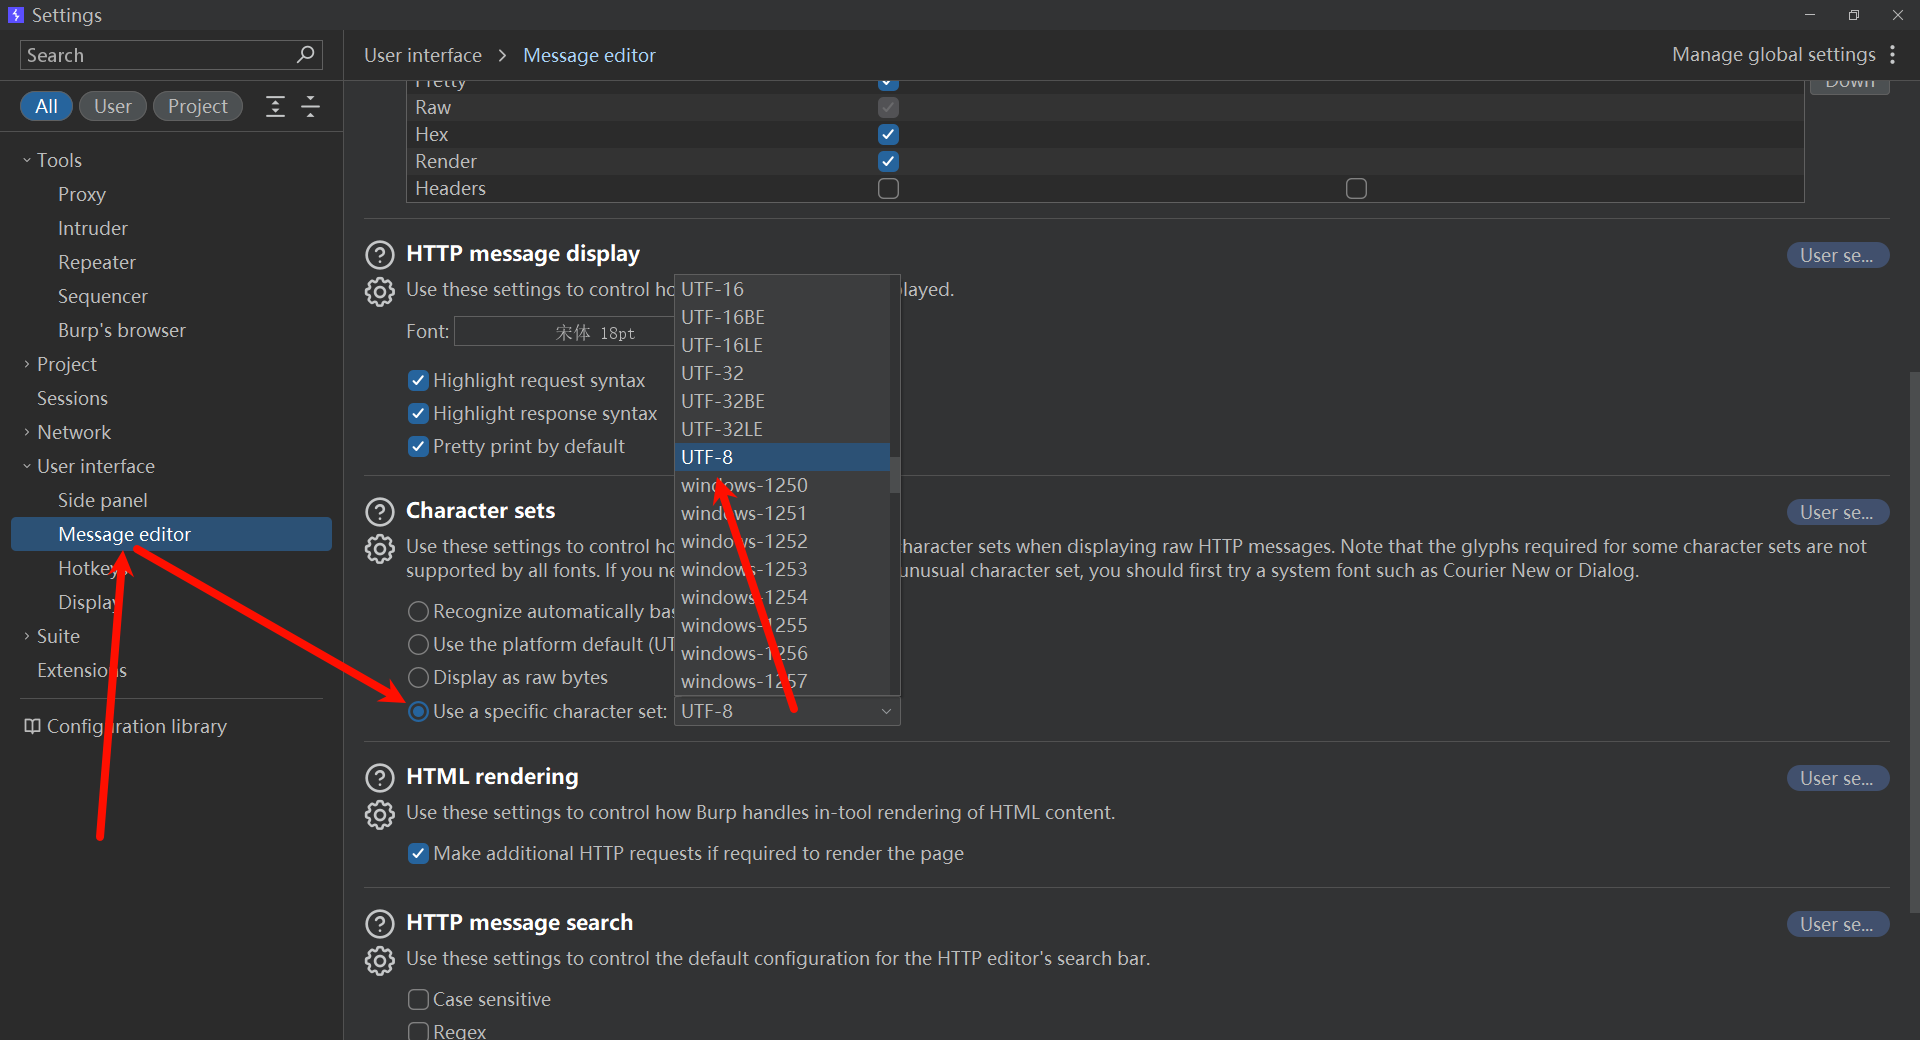 Settings
Search
All
User
Project
Tools
Proxy
Intruder
Repeater
Sequencer
Burp's browser
Project
Sessions
Network
User interface
Side panel
Message editor
Hotkeys
Display
Suite
Extensions
Configuration library
User interface > Message editor
Manage global settings
Pretty
Down
Raw
Hex
Render
Headers
HTTP message display
User se...
Use these settings to control ho
layed.
Font:
宋体 18pt
Highlight request syntax
Highlight response syntax
Pretty print by default
UTF-16
UTF-16BE
UTF-16LE
UTF-32
UTF-32BE
UTF-32LE
UTF-8
windows-1250
windows-1251
windows-1252
windows-1253
windows-1254
windows-1255
windows-1256
windows-1257
Character sets
User se...
Use these settings to control ho
haracter sets when displaying raw HTTP messages. Note that the glyphs required for some character sets are not
supported by all fonts. If you ne
unusual character set, you should first try a system font such as Courier New or Dialog.
Recognize automatically bas
Use the platform default (UT
Display as raw bytes
Use a specific character set:
UTF-8
HTML rendering
User se...
Use these settings to control how Burp handles in-tool rendering of HTML content.
Make additional HTTP requests if required to render the page
HTTP message search
User se...
Use these settings to control the default configuration for the HTTP editor's search bar.
Case sensitive
Regex